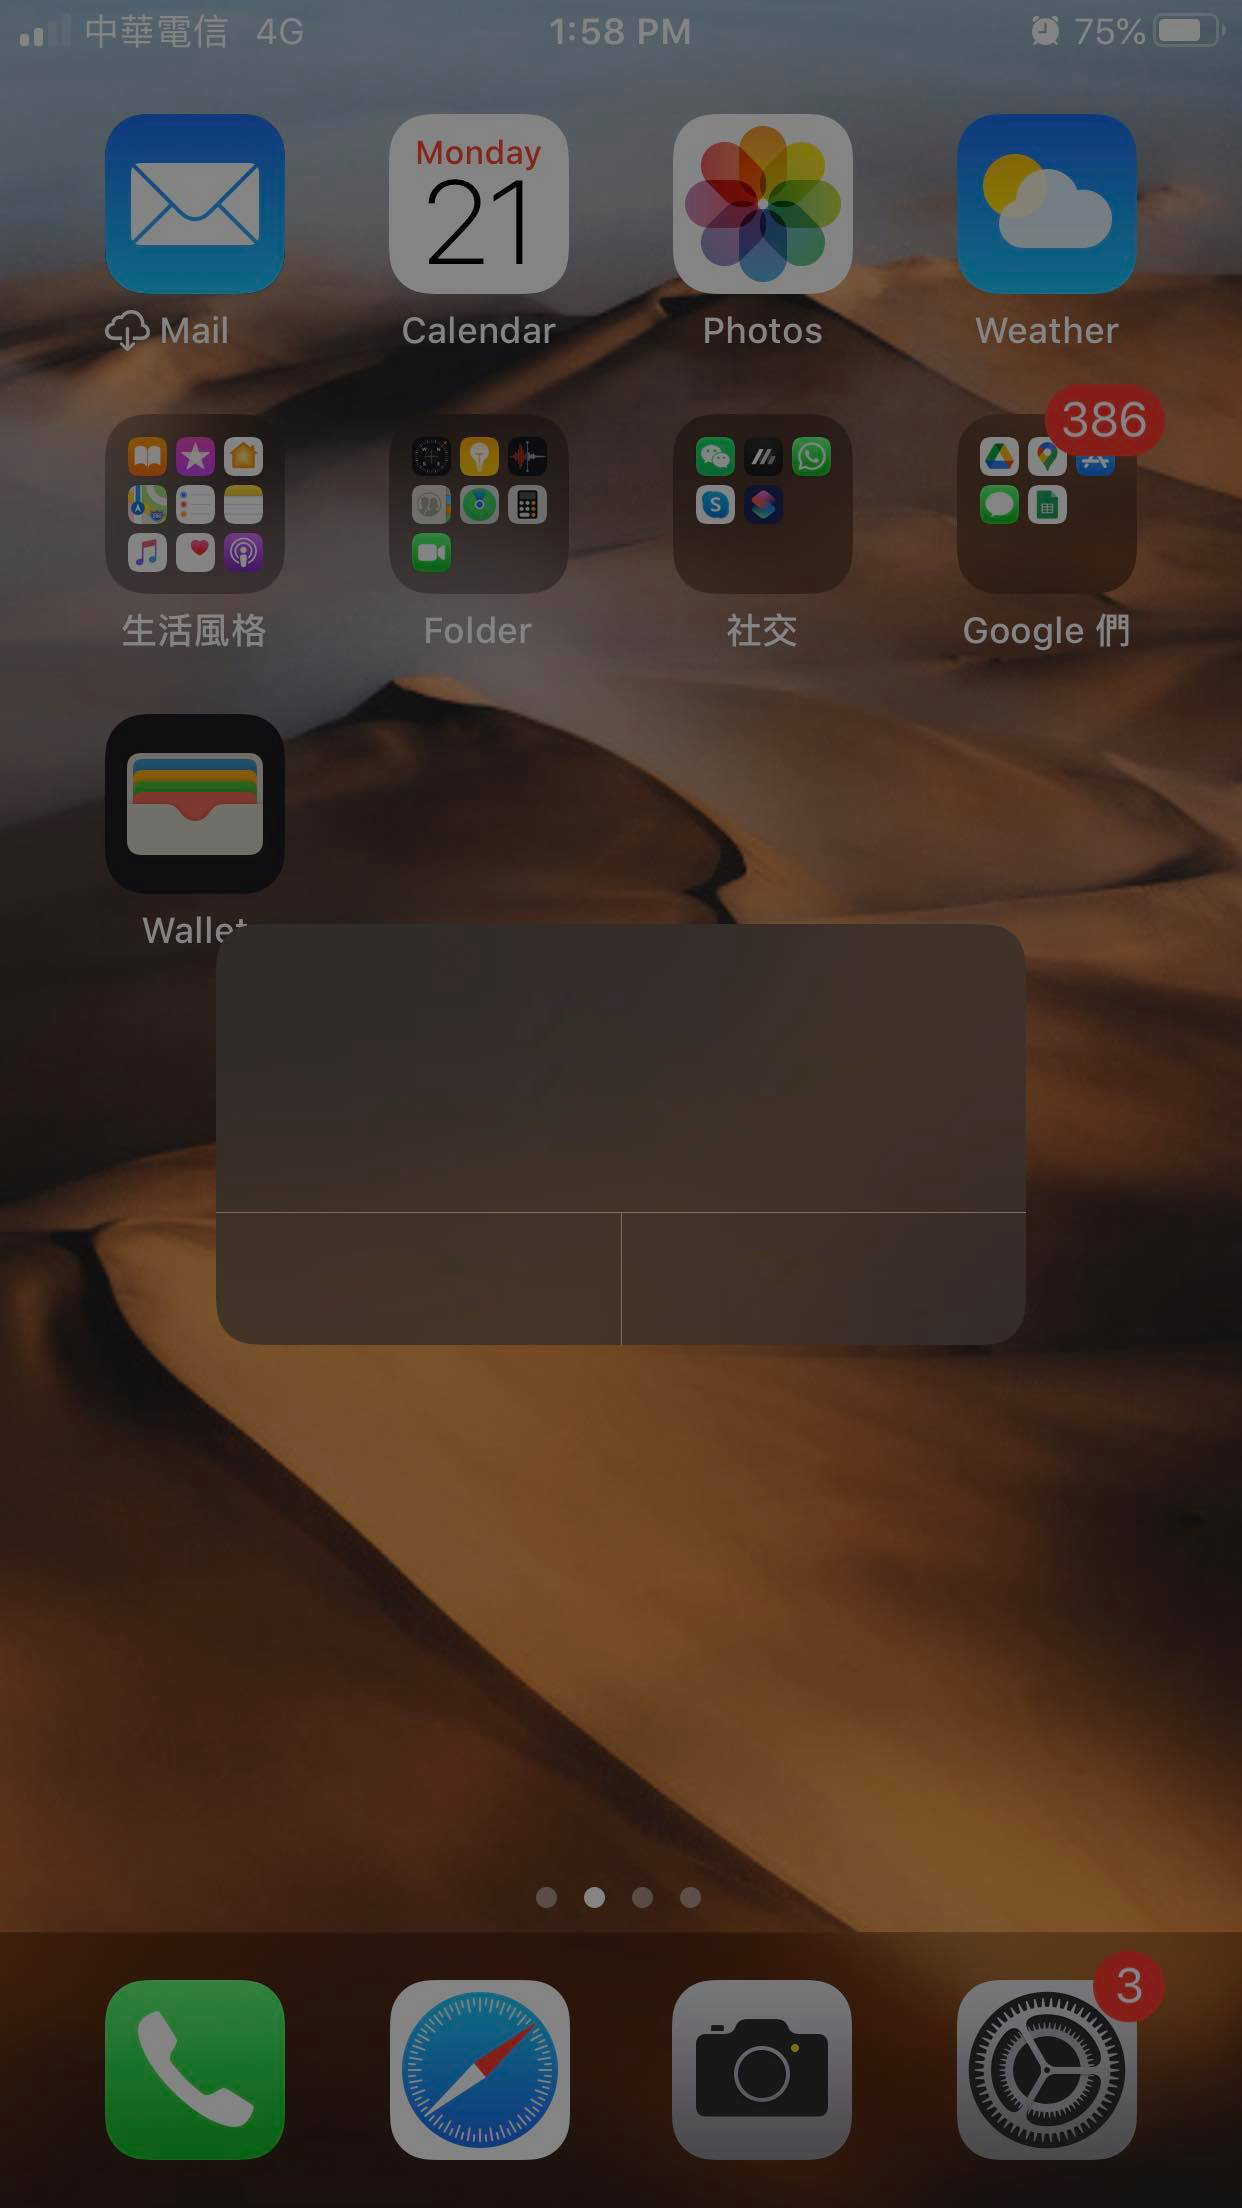 中華電信 4G 1:58 PM 75%
Monday
21
Mail Calendar Photos Weather
386
生活風格 Folder 社交 Google 們
Wallet
3